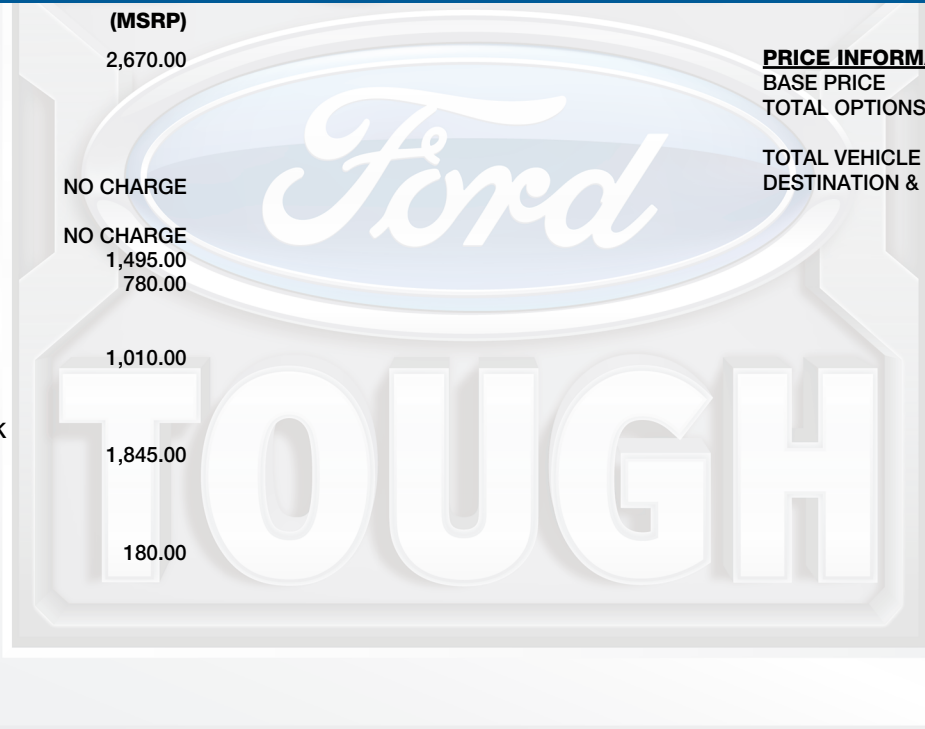 (MSRP)
2,670.00
NO CHARGE
NO CHARGE
1,495.00
780.00
1,010.00
K
1,845.00
180.00
PRICE INFORMA
BASE PRICE
TOTAL OPTIONS
TOTAL VEHICLE
DESTINATION &
Ford
TOUGH